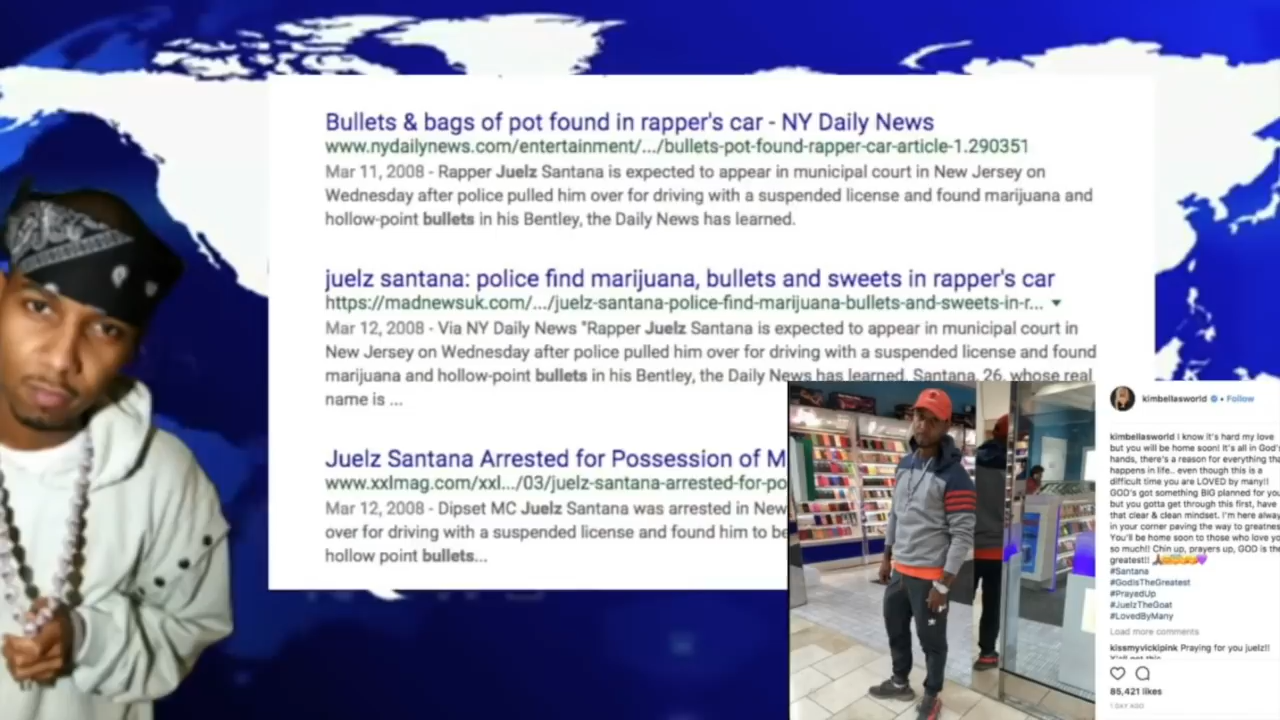 Bullets & bags of pot found in rapper's car - NY Daily News
www.nydailynews.com/entertainment/.../bullets-pot-found-rapper-car-article-1.290351
Mar 11, 2008 - Rapper Juelz Santana is expected to appear in municipal court in New Jersey on
Wednesday after police pulled him over for driving with a suspended license and found marijuana and
hollow-point bullets in his Bentley, the Daily News has learned.
juelz santana: police find marijuana, bullets and sweets in rapper's car
https://madnewsuk.com/.../juelz-santana-police-find-marijuana-bullets-and-sweets-in-r...
Mar 12, 2008 - Via NY Daily News "Rapper Juelz Santana is expected to appear in municipal court in
New Jersey on Wednesday after police pulled him over for driving with a suspended license and found
marijuana and hollow-point bullets in his Bentley, the Daily News has learned. Santana, 26, whose real
name is ...
Juelz Santana Arrested for Possession of M
www.xxlmag.com/xxl.../03/juelz-santana-arrested-for-po
Mar 12, 2008 - Dipset MC Juelz Santana was arrested in New
over for driving with a suspended license and found him to be
hollow point bullets...
kimbellasworld • Follow
kimbellasworld I know it's hard my love
but you will be home soon! It's all in God's
hands, there's a reason for everything tha
happens in life.. even though this is a
difficult time you are LOVED by many!!
GOD's got something BIG planned for you
but you gotta get through this first, have
that clear & clean mindset. I'm here alway
in your corner paving the way to greatnes
You'll be home soon to those who love yo
so much!! Chin up, prayers up, GOD is the
greatest!! 
#Santana
#GodIsTheGreatest
#PrayedUp
#JuelzTheGoat
#LovedByMany
Load more comments
kissmyvickipink Praying for you juelz!!
85,421 likes
1 DAY AGO